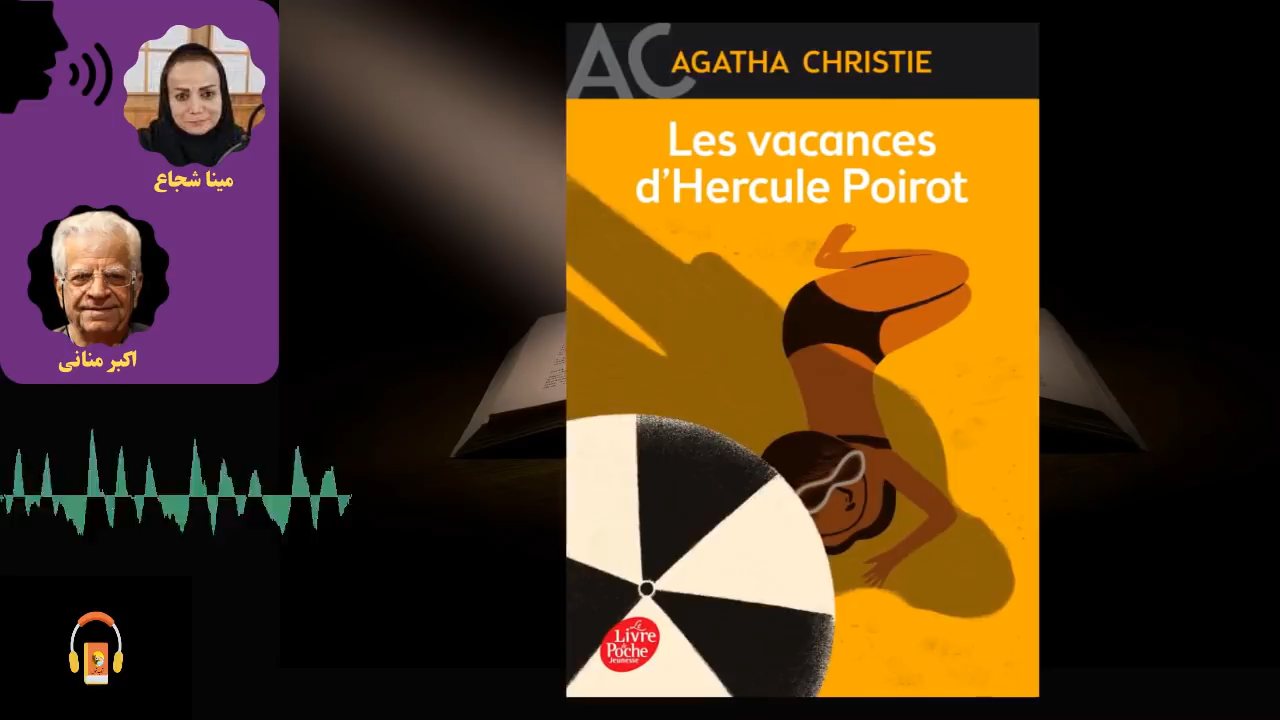 مینا شجاع
اکبر منانی
AC
AGATHA CHRISTIE
Les vacances
d'Hercule Poirot
Le
Livre
de
Poche
Jeunesse